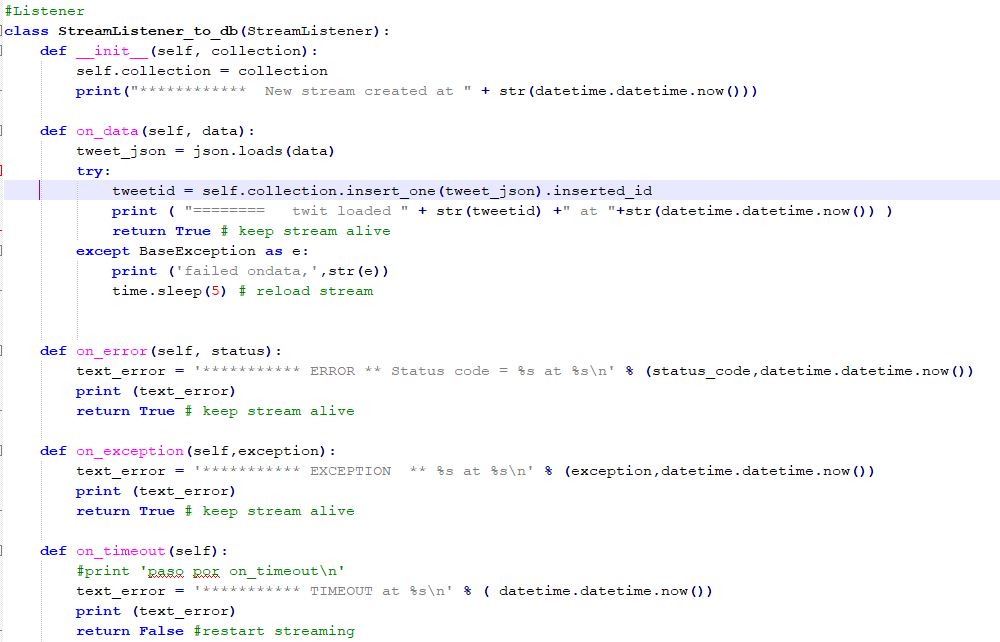 #Listener
class StreamListener_to_db(StreamListener):
    def __init__(self, collection):
        self.collection = collection
        print("************  New stream created at " + str(datetime.datetime.now()))
    def on_data(self, data):
        tweet_json = json.loads(data)
        try:
            tweetid = self.collection.insert_one(tweet_json).inserted_id
            print ( "========   twit loaded " + str(tweetid) +" at "+str(datetime.datetime.now()) )
            return True # keep stream alive
        except BaseException as e:
            print ('failed ondata,',str(e))
            time.sleep(5) # reload stream
    def on_error(self, status):
        text_error = '*********** ERROR ** Status code = %s at %s\n' % (status_code,datetime.datetime.now())
        print (text_error)
        return True # keep stream alive
    def on_exception(self,exception):
        text_error = '*********** EXCEPTION  ** %s at %s\n' % (exception,datetime.datetime.now())
        print (text_error)
        return True # keep stream alive
    def on_timeout(self):
        #print 'paso por on_timeout\n'
        text_error = '*********** TIMEOUT at %s\n' % ( datetime.datetime.now())
        print (text_error)
        return False #restart streaming